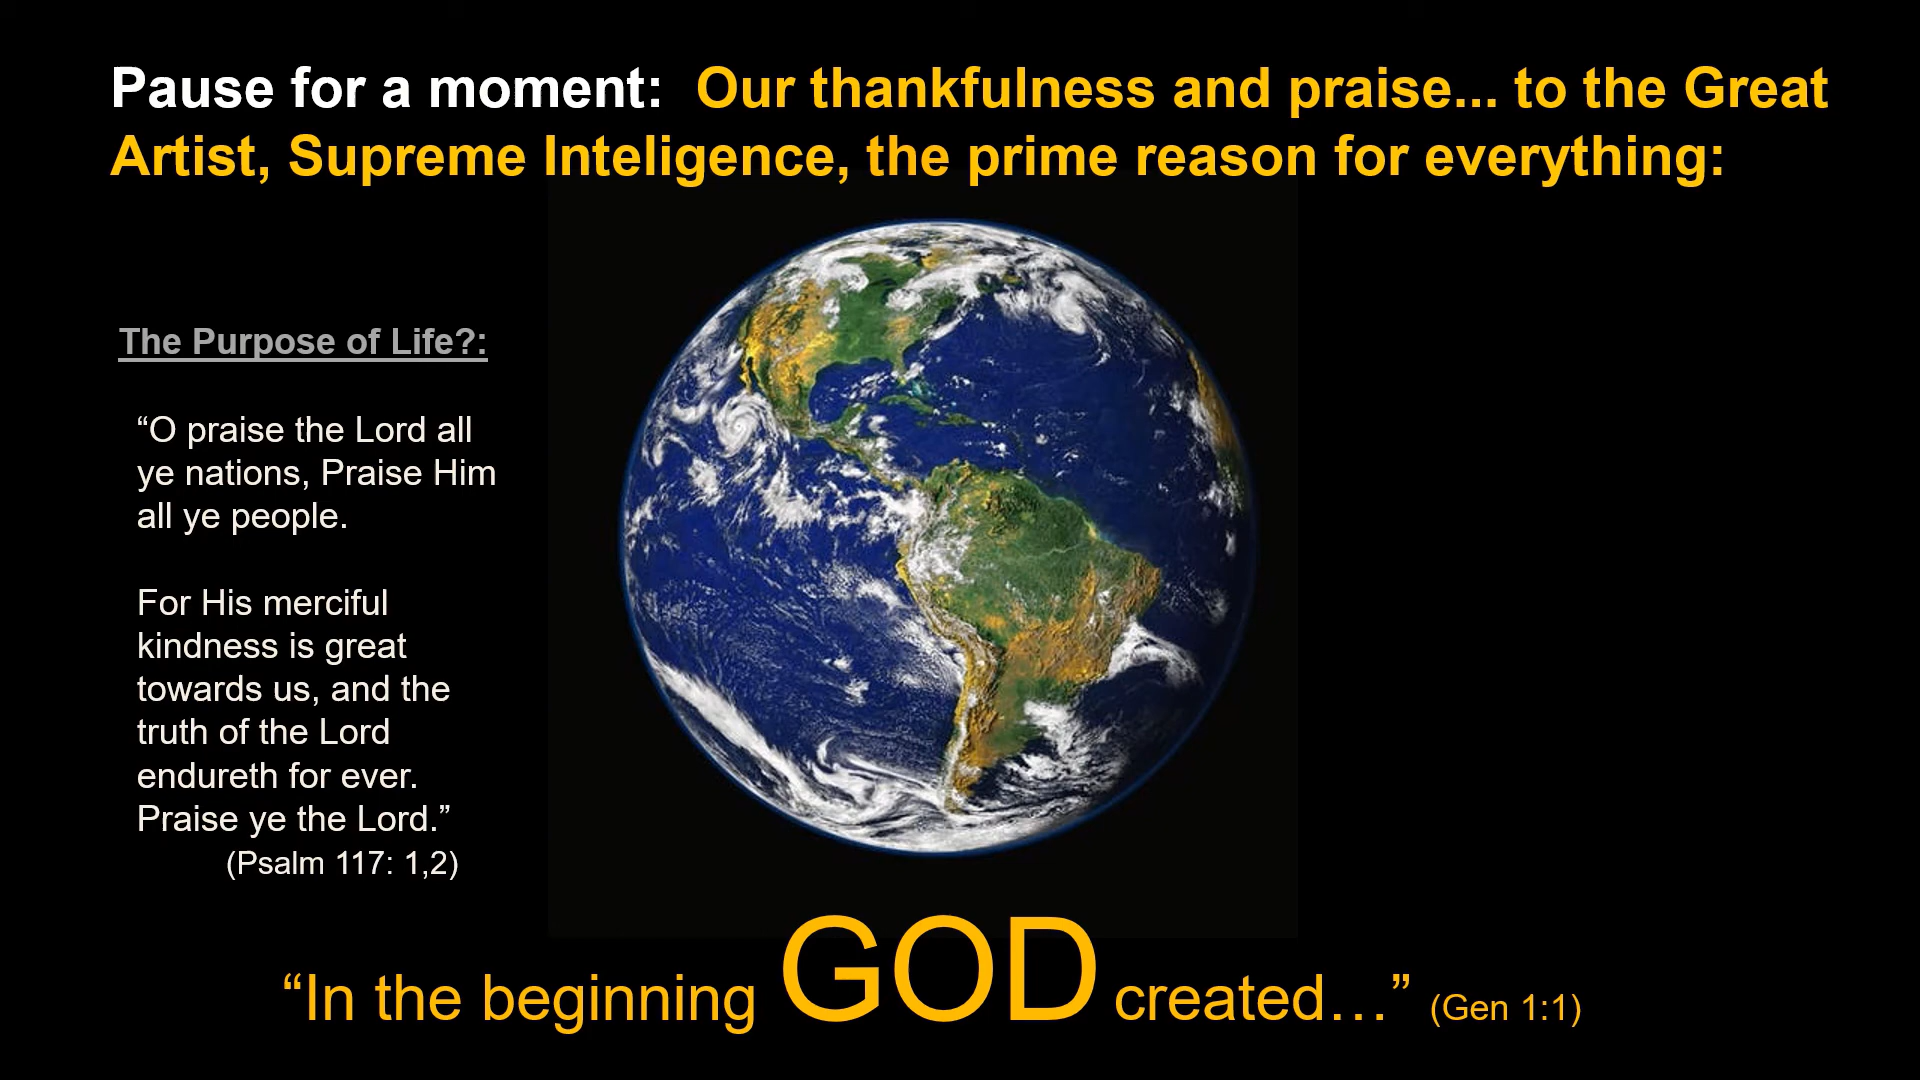 Pause for a moment:  Our thankfulness and praise... to the Great
Artist, Supreme Inteligence, the prime reason for everything:
The Purpose of Life?:
“O praise the Lord all
ye nations, Praise Him
all ye people.
For His merciful
kindness is great
towards us, and the
truth of the Lord
endureth for ever.
Praise ye the Lord.”
(Psalm 117: 1,2)
“In the beginning GOD created…” (Gen 1:1)